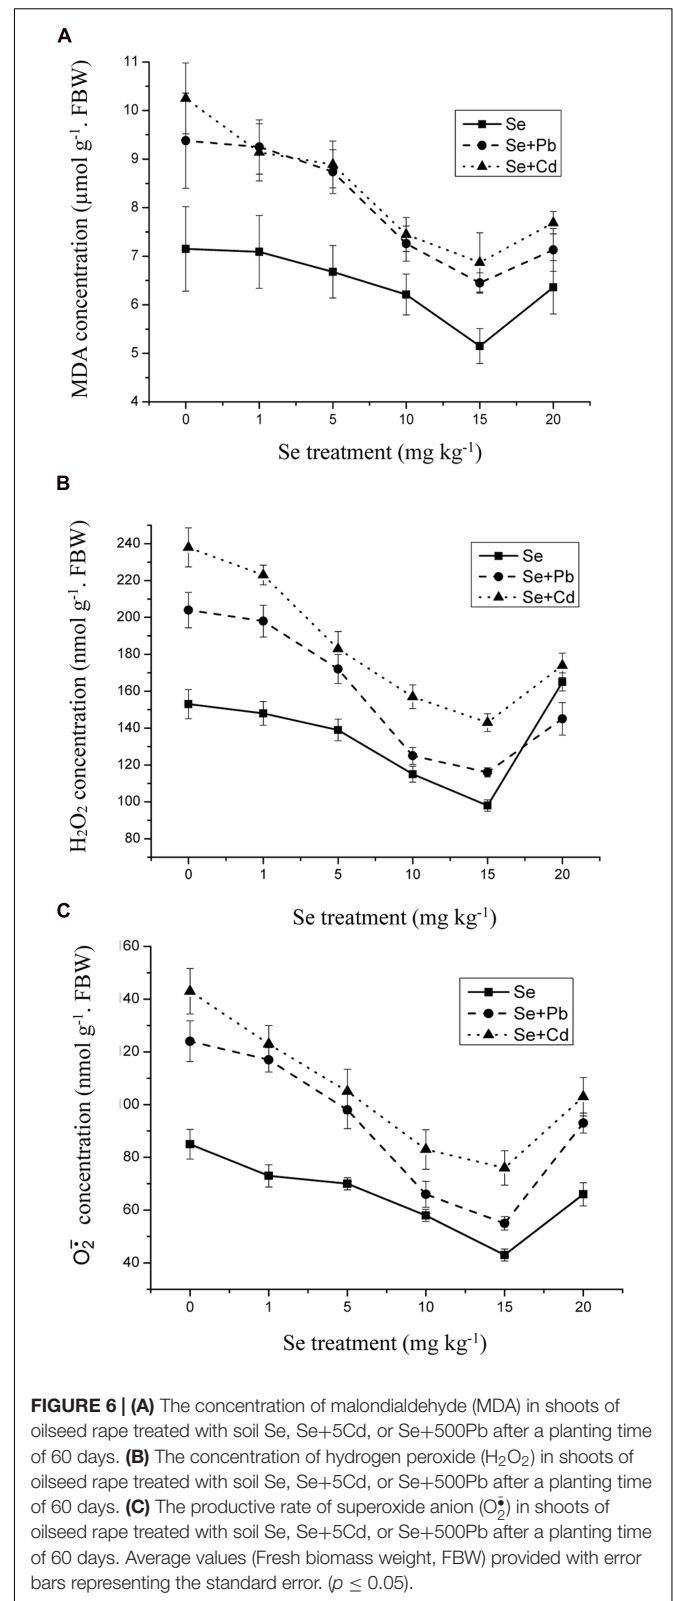 A
11
10
9
8
7
6
5
4
MDA concentration (μmol g⁻¹. FBW)
Se
Se+Pb
Se+Cd
0 1 5 10 15 20
Se treatment (mg kg⁻¹)
B
240
220
200
180
160
140
120
100
80
H₂O₂ concentration (nmol g⁻¹. FBW)
Se
Se+Pb
Se+Cd
0 1 5 10 15 20
Se treatment (mg kg⁻¹)
C
60
40
20
00
80
60
40
O₂⁻• concentration (nmol g⁻¹. FBW)
Se
Se+Pb
Se+Cd
0 1 5 10 15 20
Se treatment (mg kg⁻¹)
FIGURE 6 | (A) The concentration of malondialdehyde (MDA) in shoots of
oilseed rape treated with soil Se, Se+5Cd, or Se+500Pb after a planting time
of 60 days. (B) The concentration of hydrogen peroxide (H₂O₂) in shoots of
oilseed rape treated with soil Se, Se+5Cd, or Se+500Pb after a planting time
of 60 days. (C) The productive rate of superoxide anion (O₂⁻•) in shoots of
oilseed rape treated with soil Se, Se+5Cd, or Se+500Pb after a planting time
of 60 days. Average values (Fresh biomass weight, FBW) provided with error
bars representing the standard error. (p ≤ 0.05).